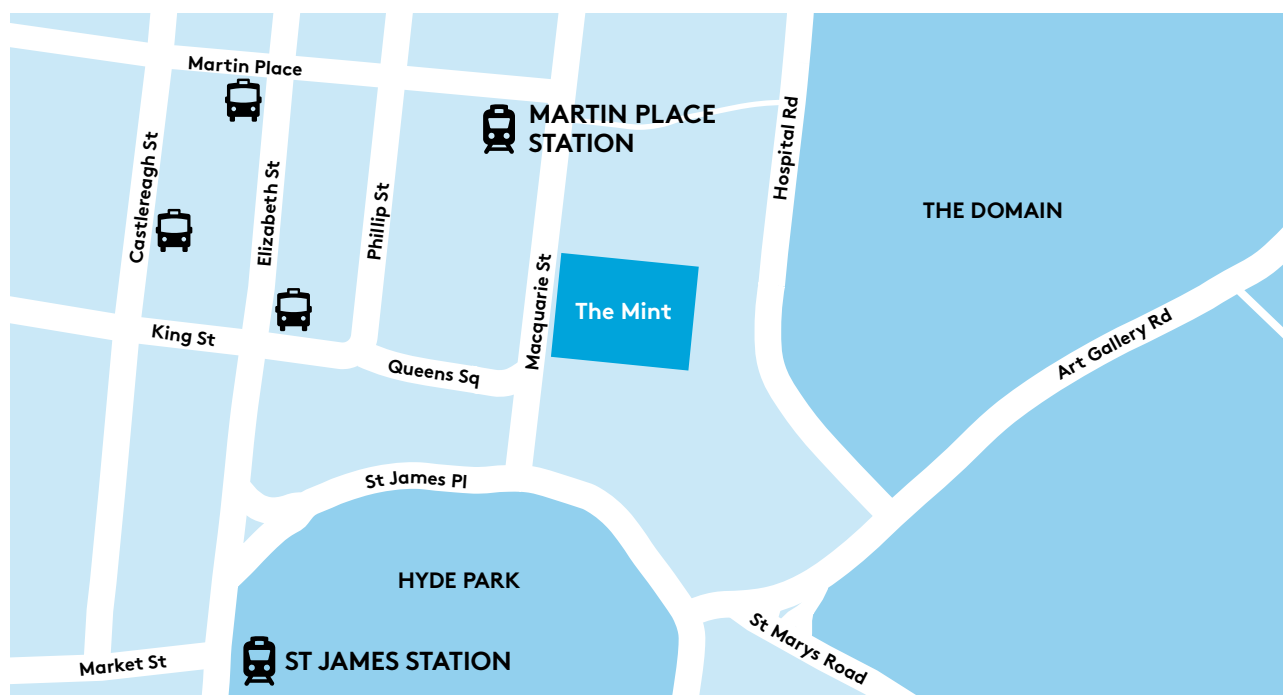 Martin Place
MARTIN PLACE
STATION
Hospital Rd
Castlereagh St
Elizabeth St
Phillip St
THE DOMAIN
Macquarie St
The Mint
King St
Queens Sq
Art Gallery Rd
St James Pl
HYDE PARK
St Marys Road
Market St
ST JAMES STATION